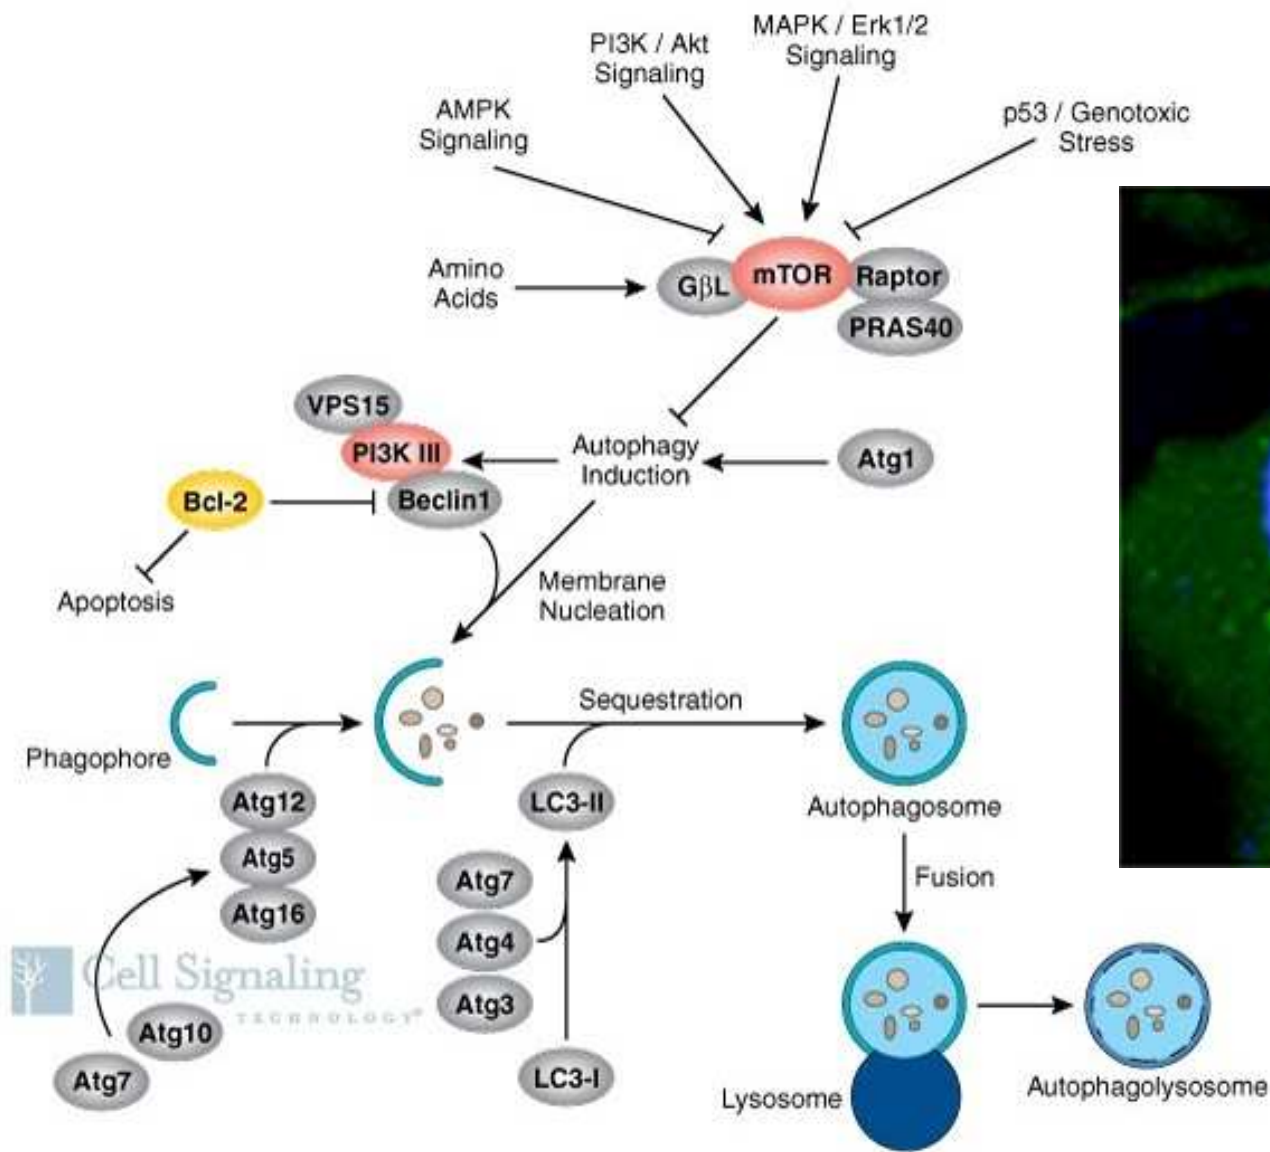 MAPK / Erk1/2
Signaling
PI3K / Akt
Signaling
AMPK
Signaling
p53 / Genotoxic
Stress
Amino
Acids
GβL
mTOR
Raptor
PRAS40
VPS15
PI3K III
Beclin1
Bcl-2
Autophagy
Induction
Atg1
Apoptosis
Membrane
Nucleation
Phagophore
Sequestration
Atg12
Atg5
Atg16
LC3-II
Autophagosome
Atg7
Atg4
Atg3
Fusion
Cell Signaling
TECHNOLOGY®
Atg10
Atg7
LC3-I
Lysosome
Autophagolysosome